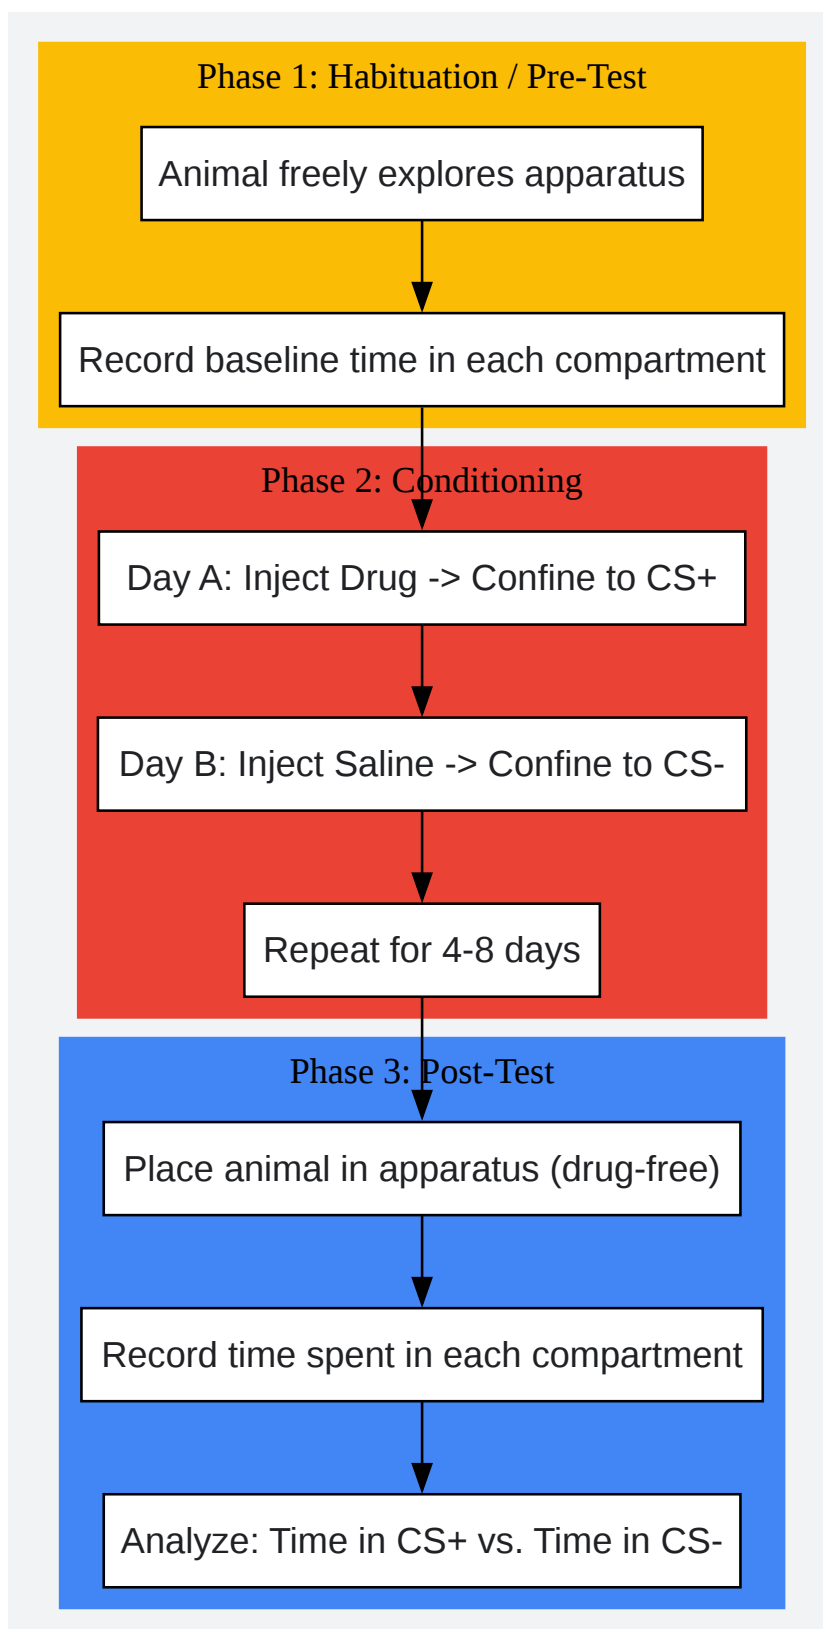 Phase 1: Habituation / Pre-Test
Animal freely explores apparatus
Record baseline time in each compartment
Phase 2: Conditioning
Day A: Inject Drug -> Confine to CS+
Day B: Inject Saline -> Confine to CS-
Repeat for 4-8 days
Phase 3: Post-Test
Place animal in apparatus (drug-free)
Record time spent in each compartment
Analyze: Time in CS+ vs. Time in CS-